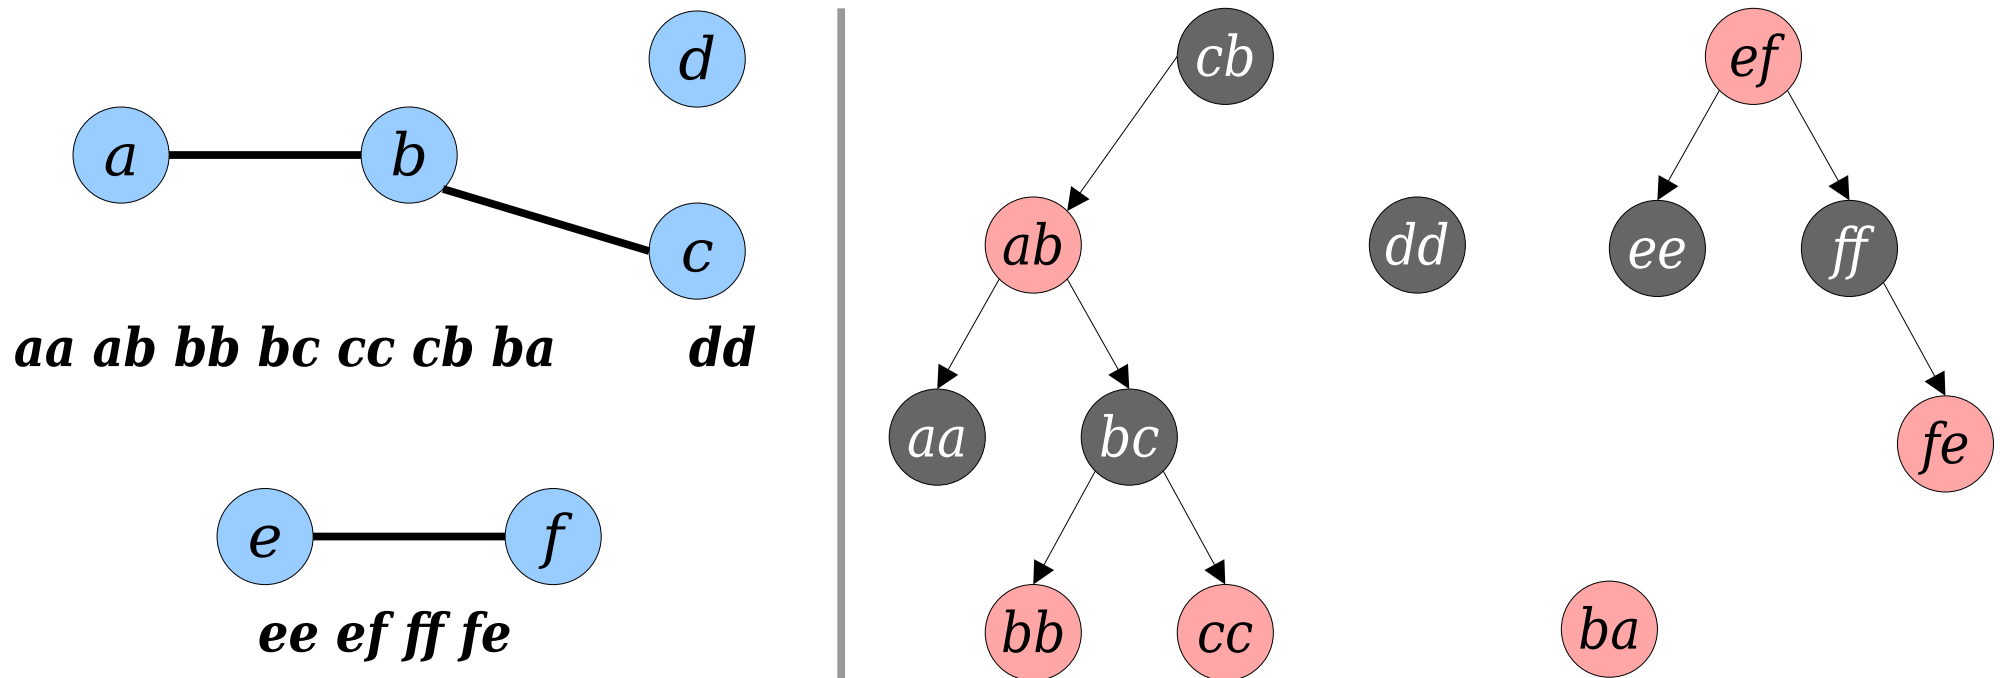 d
a
b
c
aa ab bb bc cc cb ba
dd
e
f
ee ef ff fe
cb
ef
ab
dd
ee
ff
aa
bc
fe
bb
cc
ba